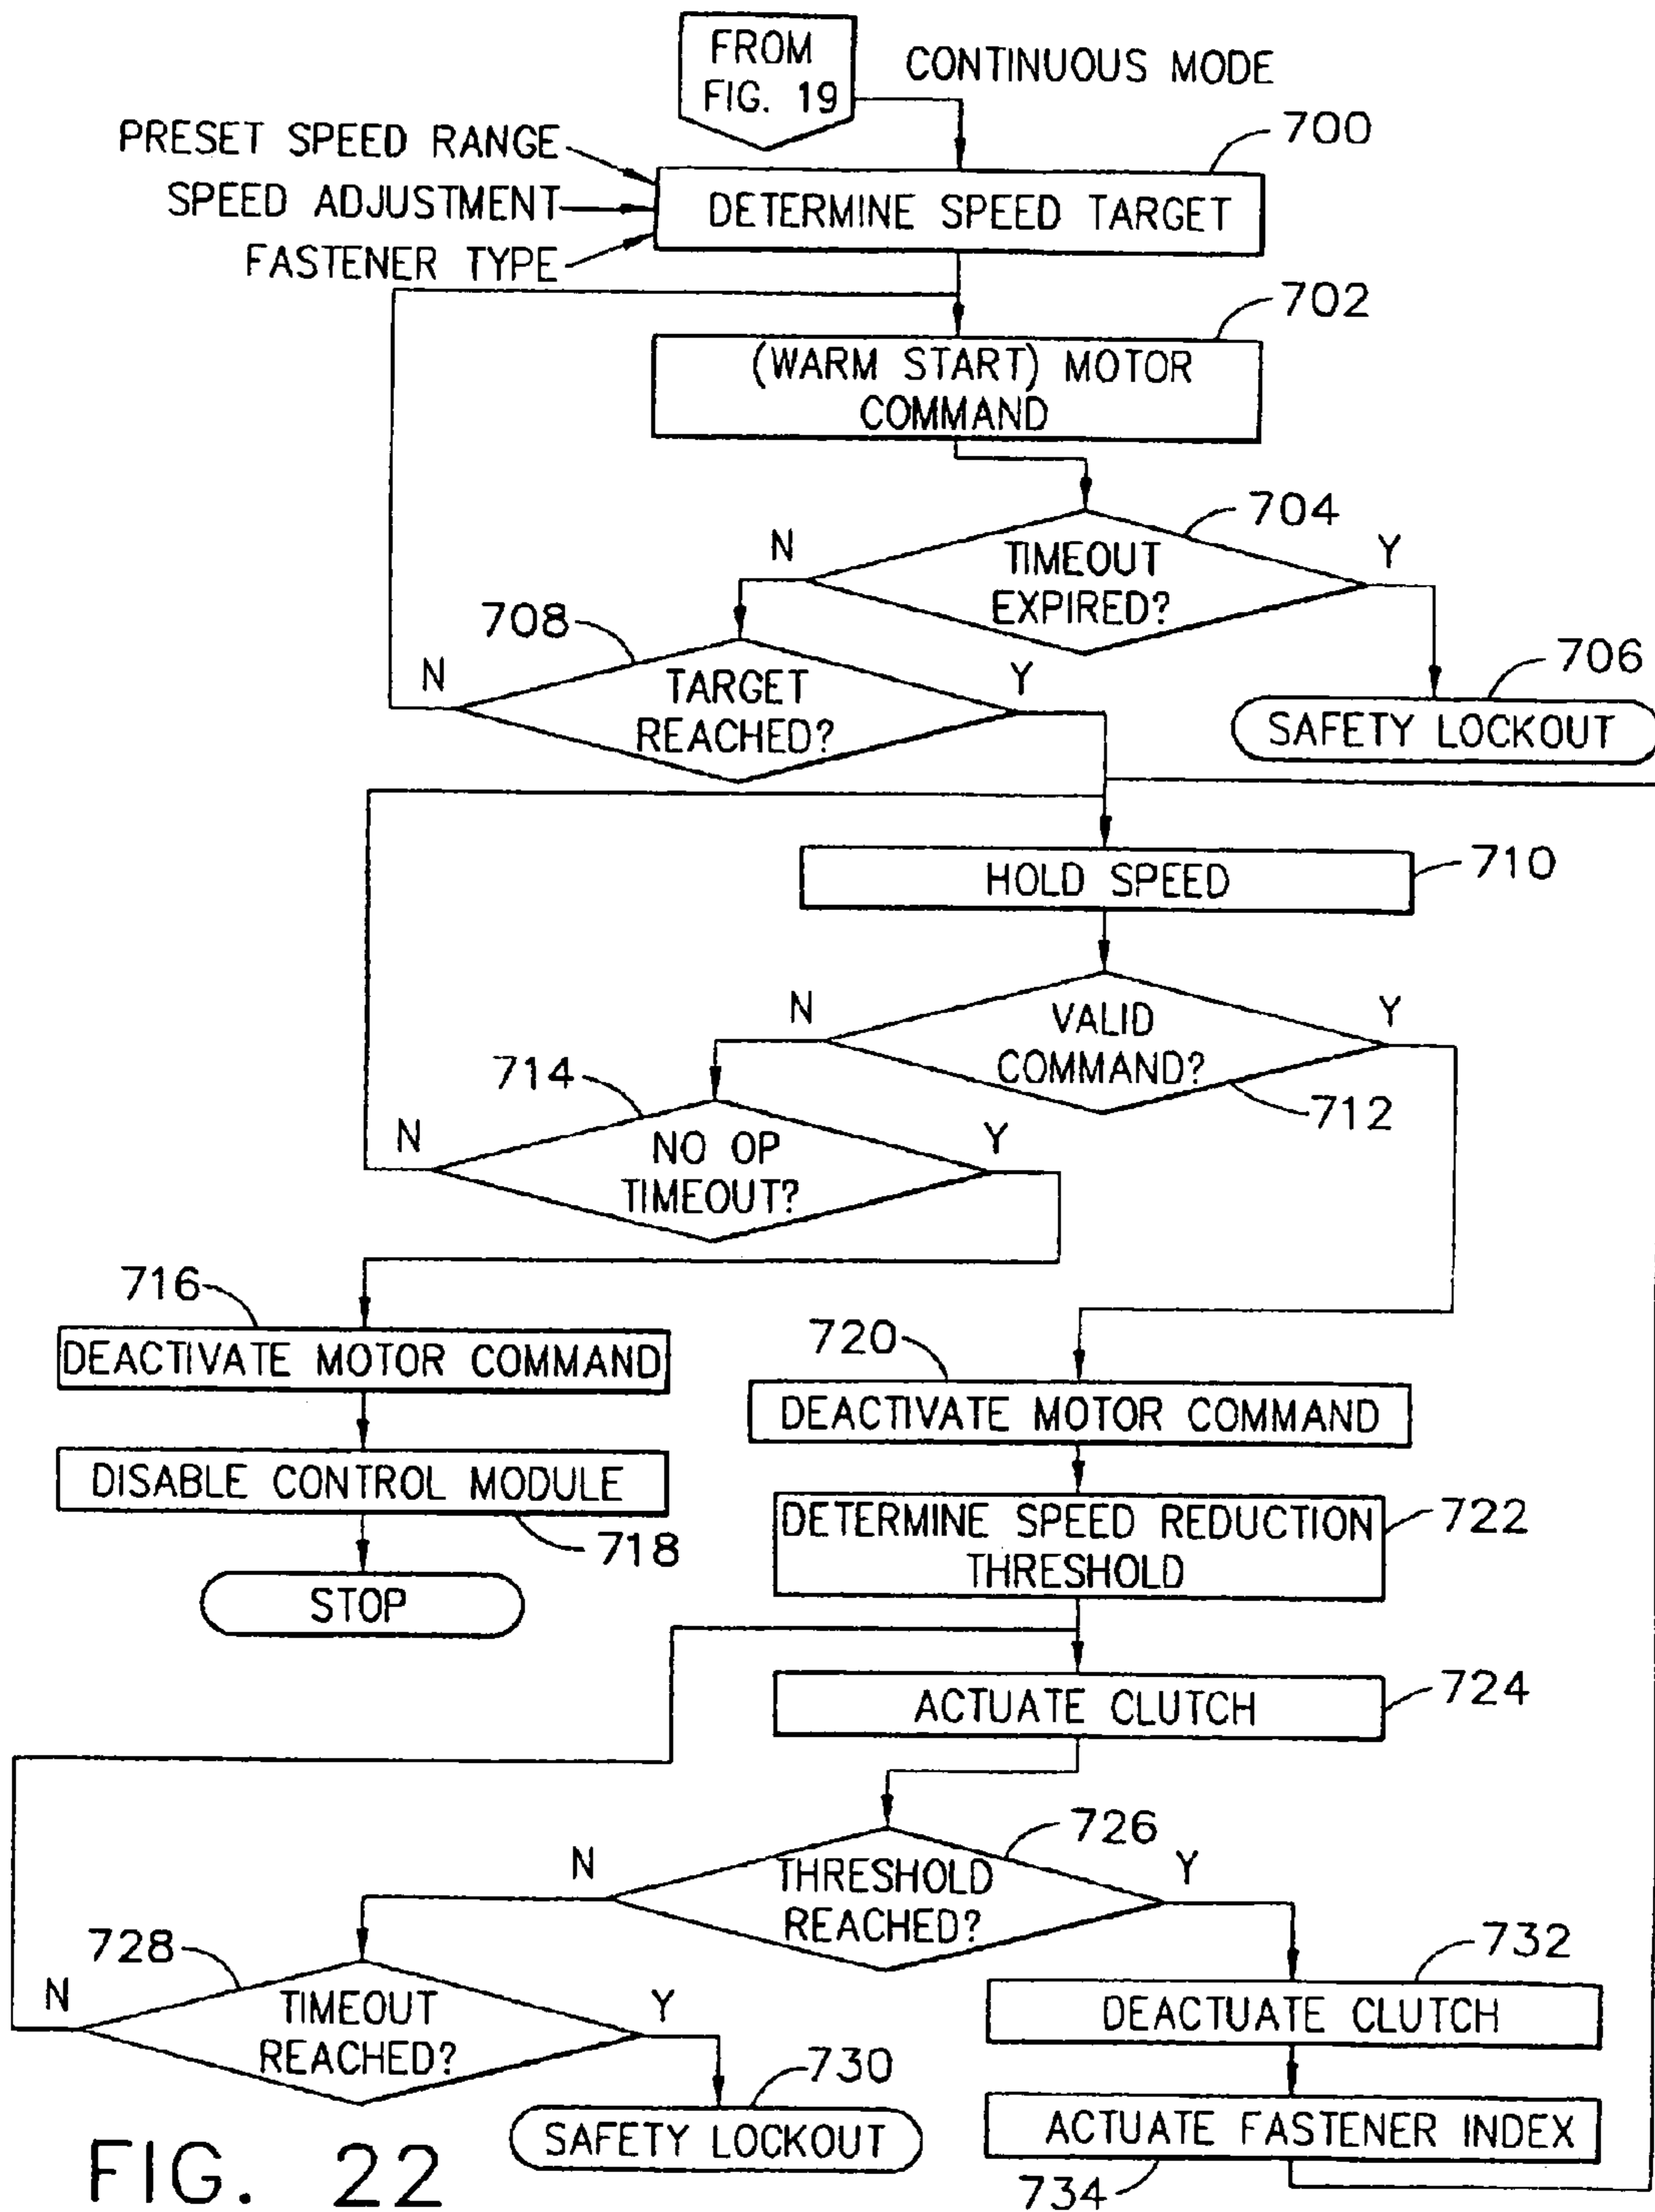 FROM
FIG. 19
CONTINUOUS MODE
PRESET SPEED RANGE
SPEED ADJUSTMENT
FASTENER TYPE
700
DETERMINE SPEED TARGET
702
(WARM START) MOTOR
COMMAND
704
N
TIMEOUT
EXPIRED?
Y
708
N
TARGET
REACHED?
Y
706
SAFETY LOCKOUT
HOLD SPEED
710
N
VALID
COMMAND?
Y
712
714
N
NO OP
TIMEOUT?
Y
716
DEACTIVATE MOTOR COMMAND
DISABLE CONTROL MODULE
718
STOP
720
DEACTIVATE MOTOR COMMAND
DETERMINE SPEED REDUCTION
THRESHOLD
722
ACTUATE CLUTCH
724
726
N
THRESHOLD
REACHED?
Y
728
N
TIMEOUT
REACHED?
Y
730
SAFETY LOCKOUT
732
DEACTUATE CLUTCH
ACTUATE FASTENER INDEX
734
FIG. 22